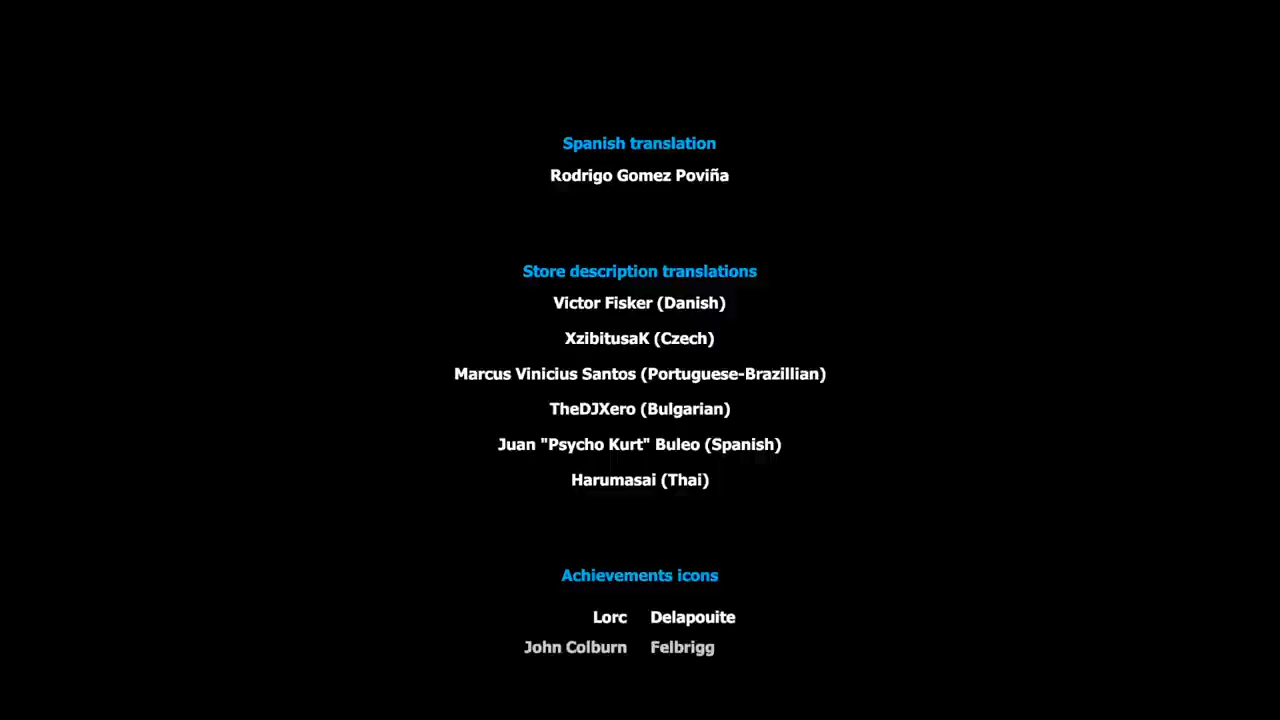 Spanish translation
Rodrigo Gomez Poviña
Store description translations
Victor Fisker (Danish)
XzibitusaK (Czech)
Marcus Vinicius Santos (Portuguese-Brazillian)
TheDJXero (Bulgarian)
Juan "Psycho Kurt" Buleo (Spanish)
Harumasai (Thai)
Achievements icons
Lorc Delapouite
John Colburn Felbrigg